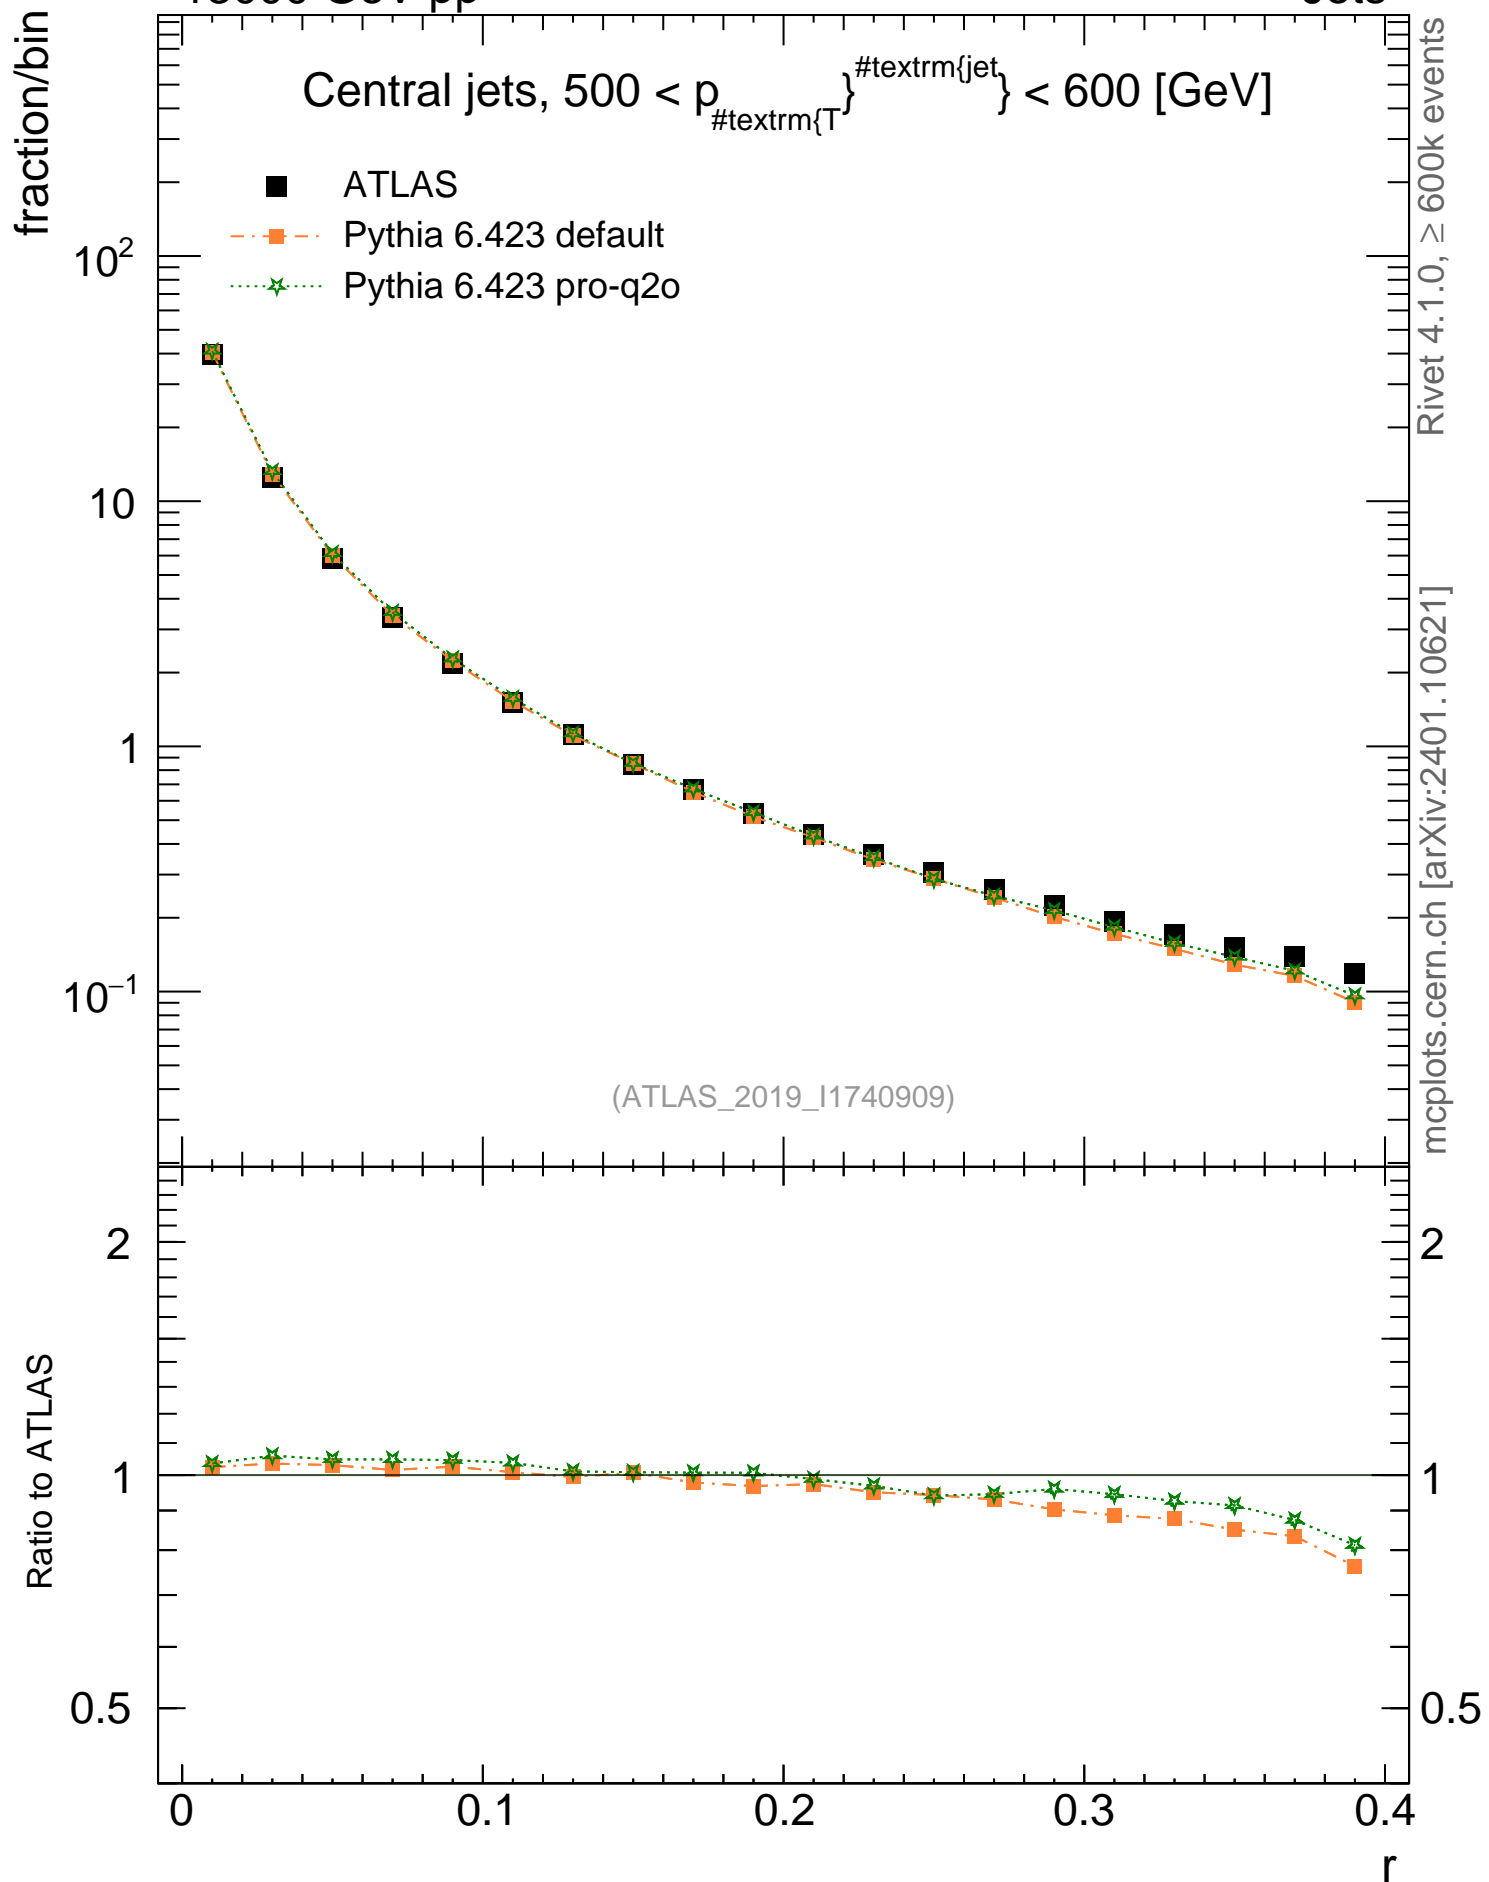 fraction/bin
Central jets, 500 < p_#textrm{T}^#textrm{jet} < 600 [GeV]
ATLAS
Pythia 6.423 default
Pythia 6.423 pro-q2o
10²
10
1
10⁻¹
(ATLAS_2019_I1740909)
Rivet 4.1.0, ≥ 600k events
mcplots.cern.ch [arXiv:2401.10621]
Ratio to ATLAS
2
1
0.5
2
1
0.5
0 0.1 0.2 0.3 0.4
r